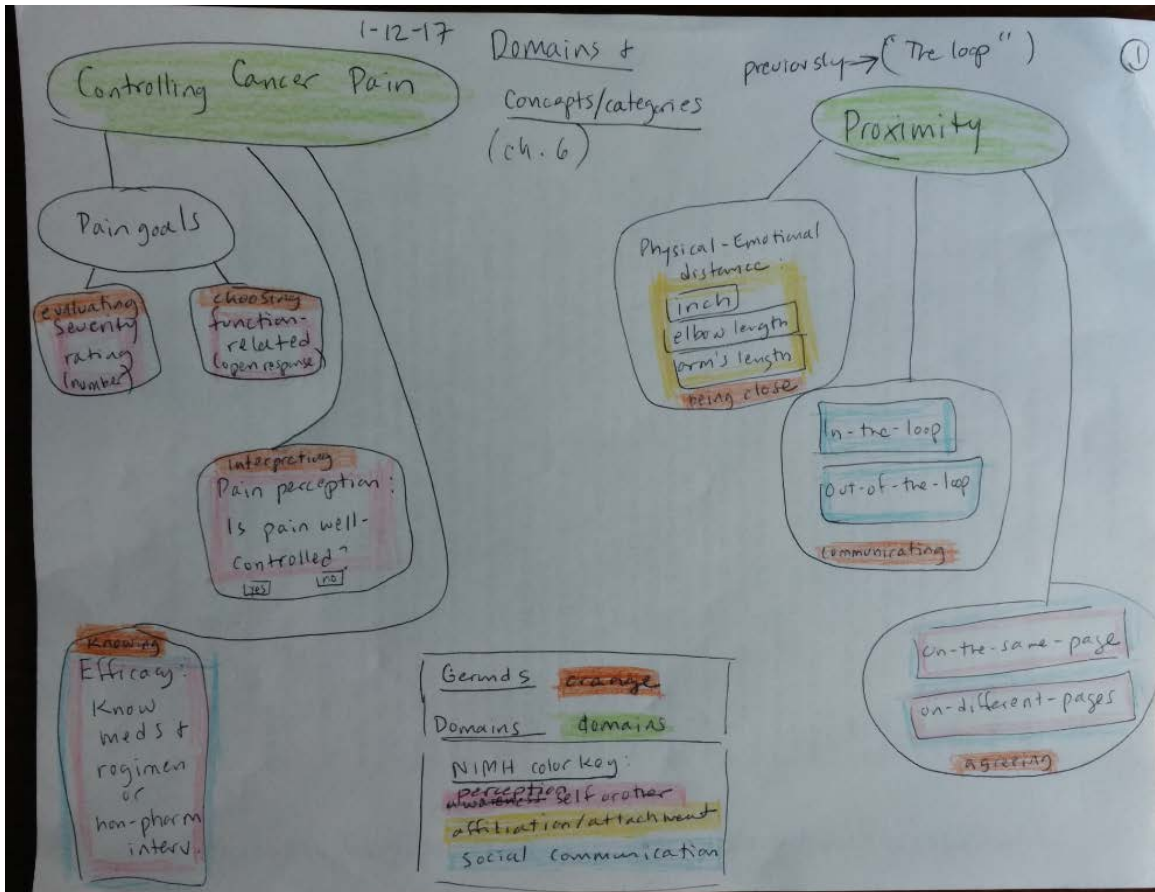 1-12-17
Domains +
Concepts/categories
(ch. 6)
previously → ("The loop")
1
Controlling Cancer Pain
Pain goals
evaluating
Severity
rating
(number)
choosing
function-
related
(open response)
Interpreting
Pain perception:
Is pain well-
controlled?
yes
no
Knowing
Efficacy:
Know
meds +
regimen
or
non-pharm
interv.
Proximity
Physical-Emotional
distance:
inch
elbow length
arm's length
being close
In-the-loop
out-of-the-loop
communicating
on-the-same-page
on-different-pages
agreeing
Gerunds orange
Domains domains
NIMH color key:
perception
awareness self or other
affiliation/attachment
social communication